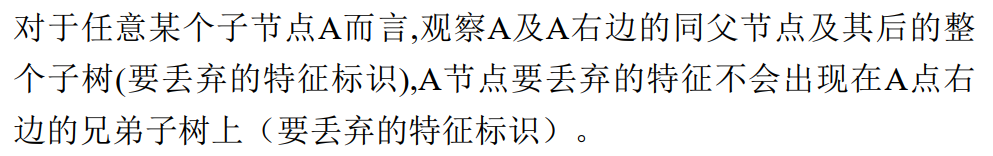 对于任意某个子节点A而言,观察A及A右边的同父节点及其后的整
个子树(要丢弃的特征标识),A节点要丢弃的特征不会出现在A点右
边的兄弟子树上（要丢弃的特征标识）。